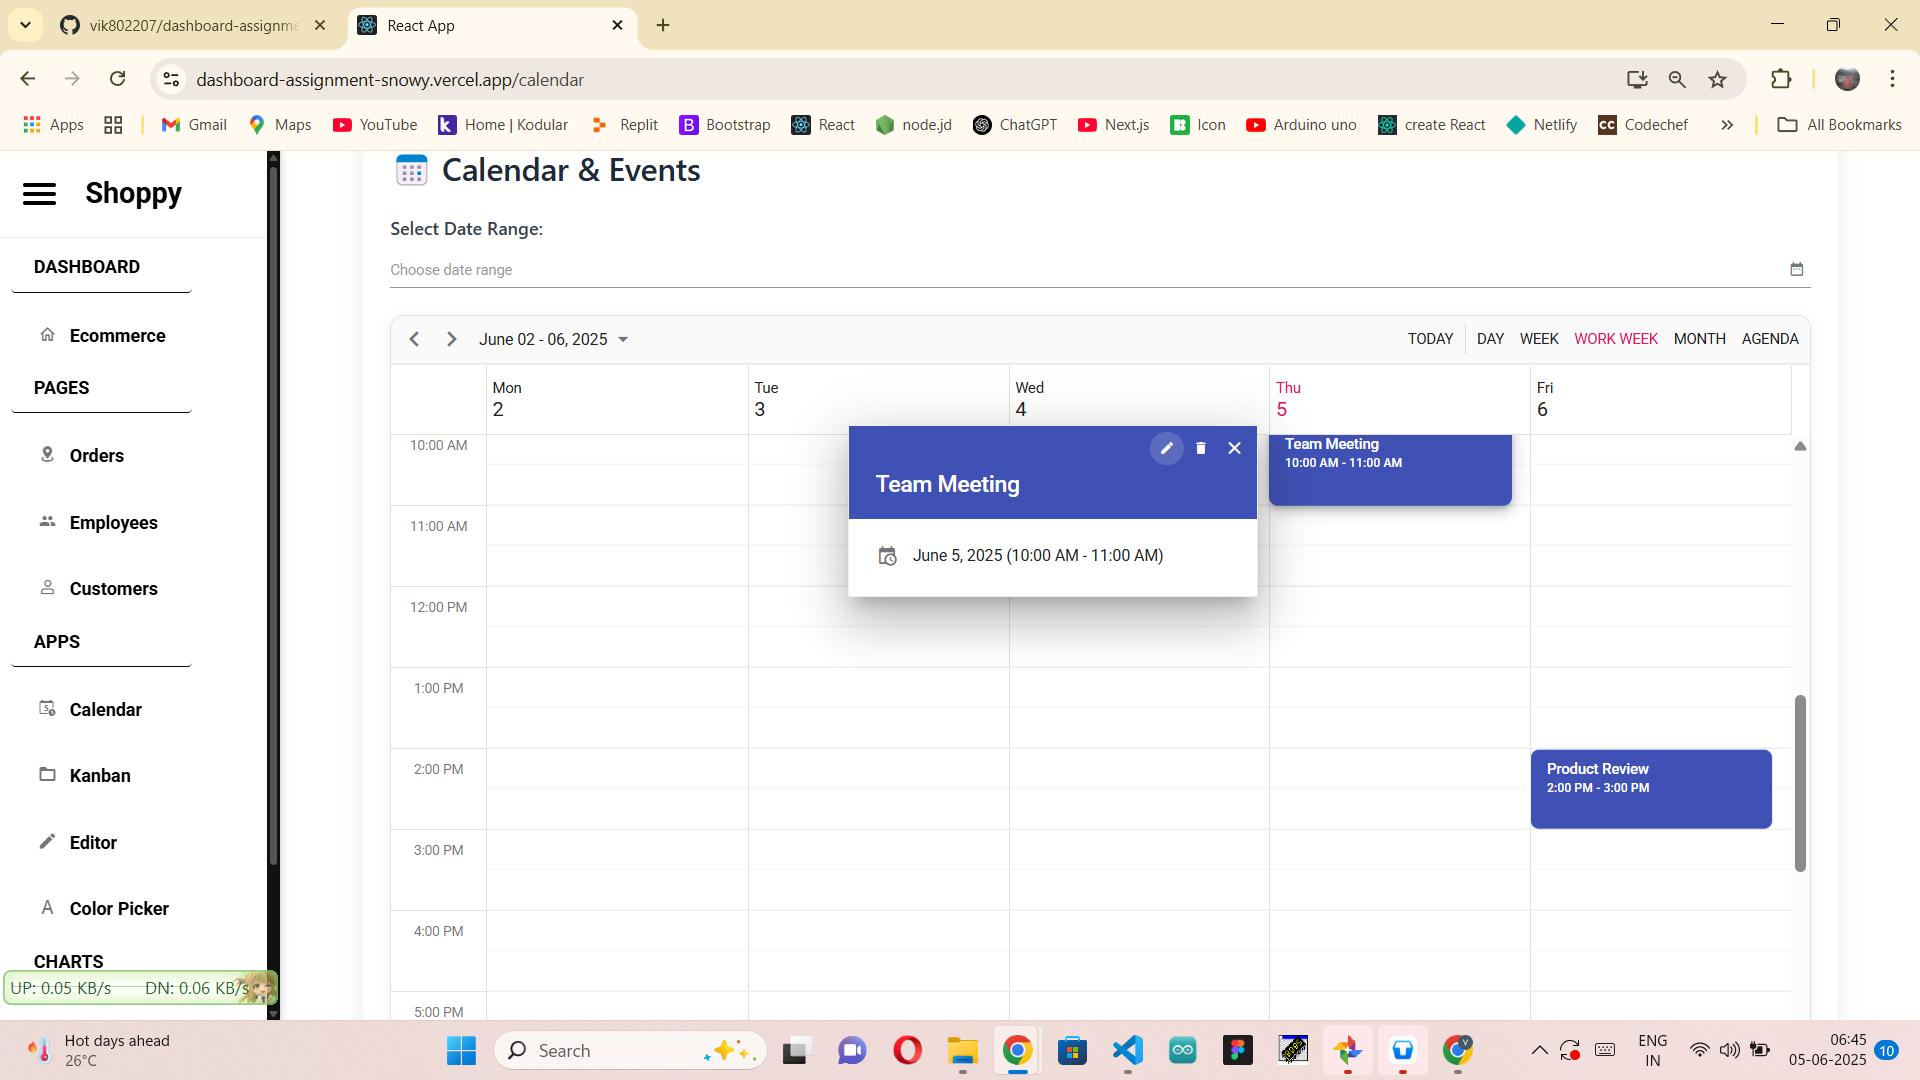 vik802207/dashboard-assignme
React App
dashboard-assignment-snowy.vercel.app/calendar
Apps
Gmail
Maps
YouTube
Home | Kodular
Replit
Bootstrap
React
node.jd
ChatGPT
Next.js
Icon
Arduino uno
create React
Netlify
CC
Codechef
All Bookmarks
Shoppy
DASHBOARD
Ecommerce
PAGES
Orders
Employees
Customers
APPS
Calendar
Kanban
Editor
Color Picker
CHARTS
UP: 0.05 KB/s DN: 0.06 KB/s
Calendar & Events
Select Date Range:
Choose date range
June 02 - 06, 2025
TODAY
DAY
WEEK
WORK WEEK
MONTH
AGENDA
Mon
2
Tue
3
Wed
4
Thu
5
Fri
6
10:00 AM
11:00 AM
12:00 PM
1:00 PM
2:00 PM
3:00 PM
4:00 PM
5:00 PM
Team Meeting
10:00 AM - 11:00 AM
Team Meeting
June 5, 2025 (10:00 AM - 11:00 AM)
Product Review
2:00 PM - 3:00 PM
Hot days ahead
26°C
Search
ENG
IN
06:45
05-06-2025
10